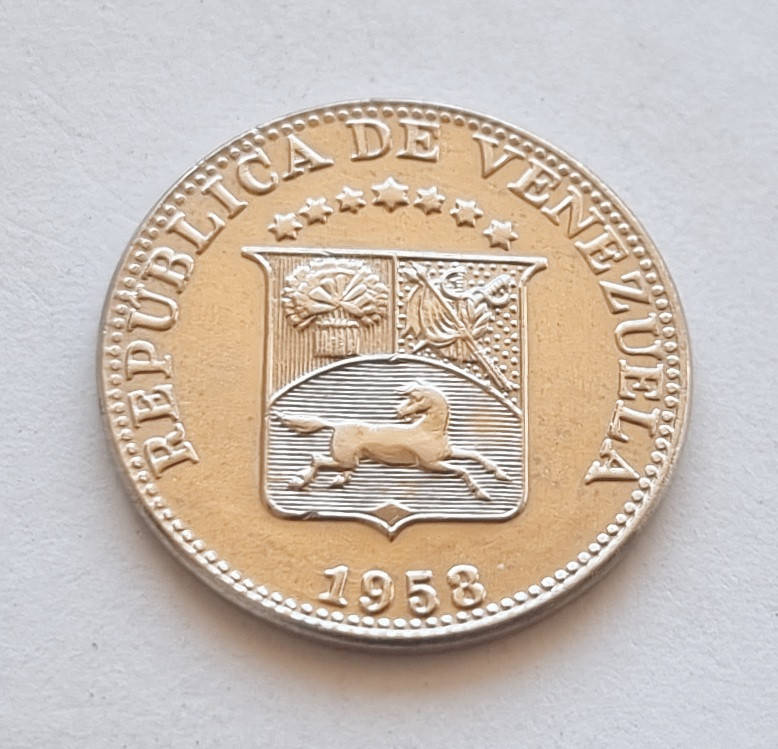 REPUBLICA DE VENEZUELA
1958